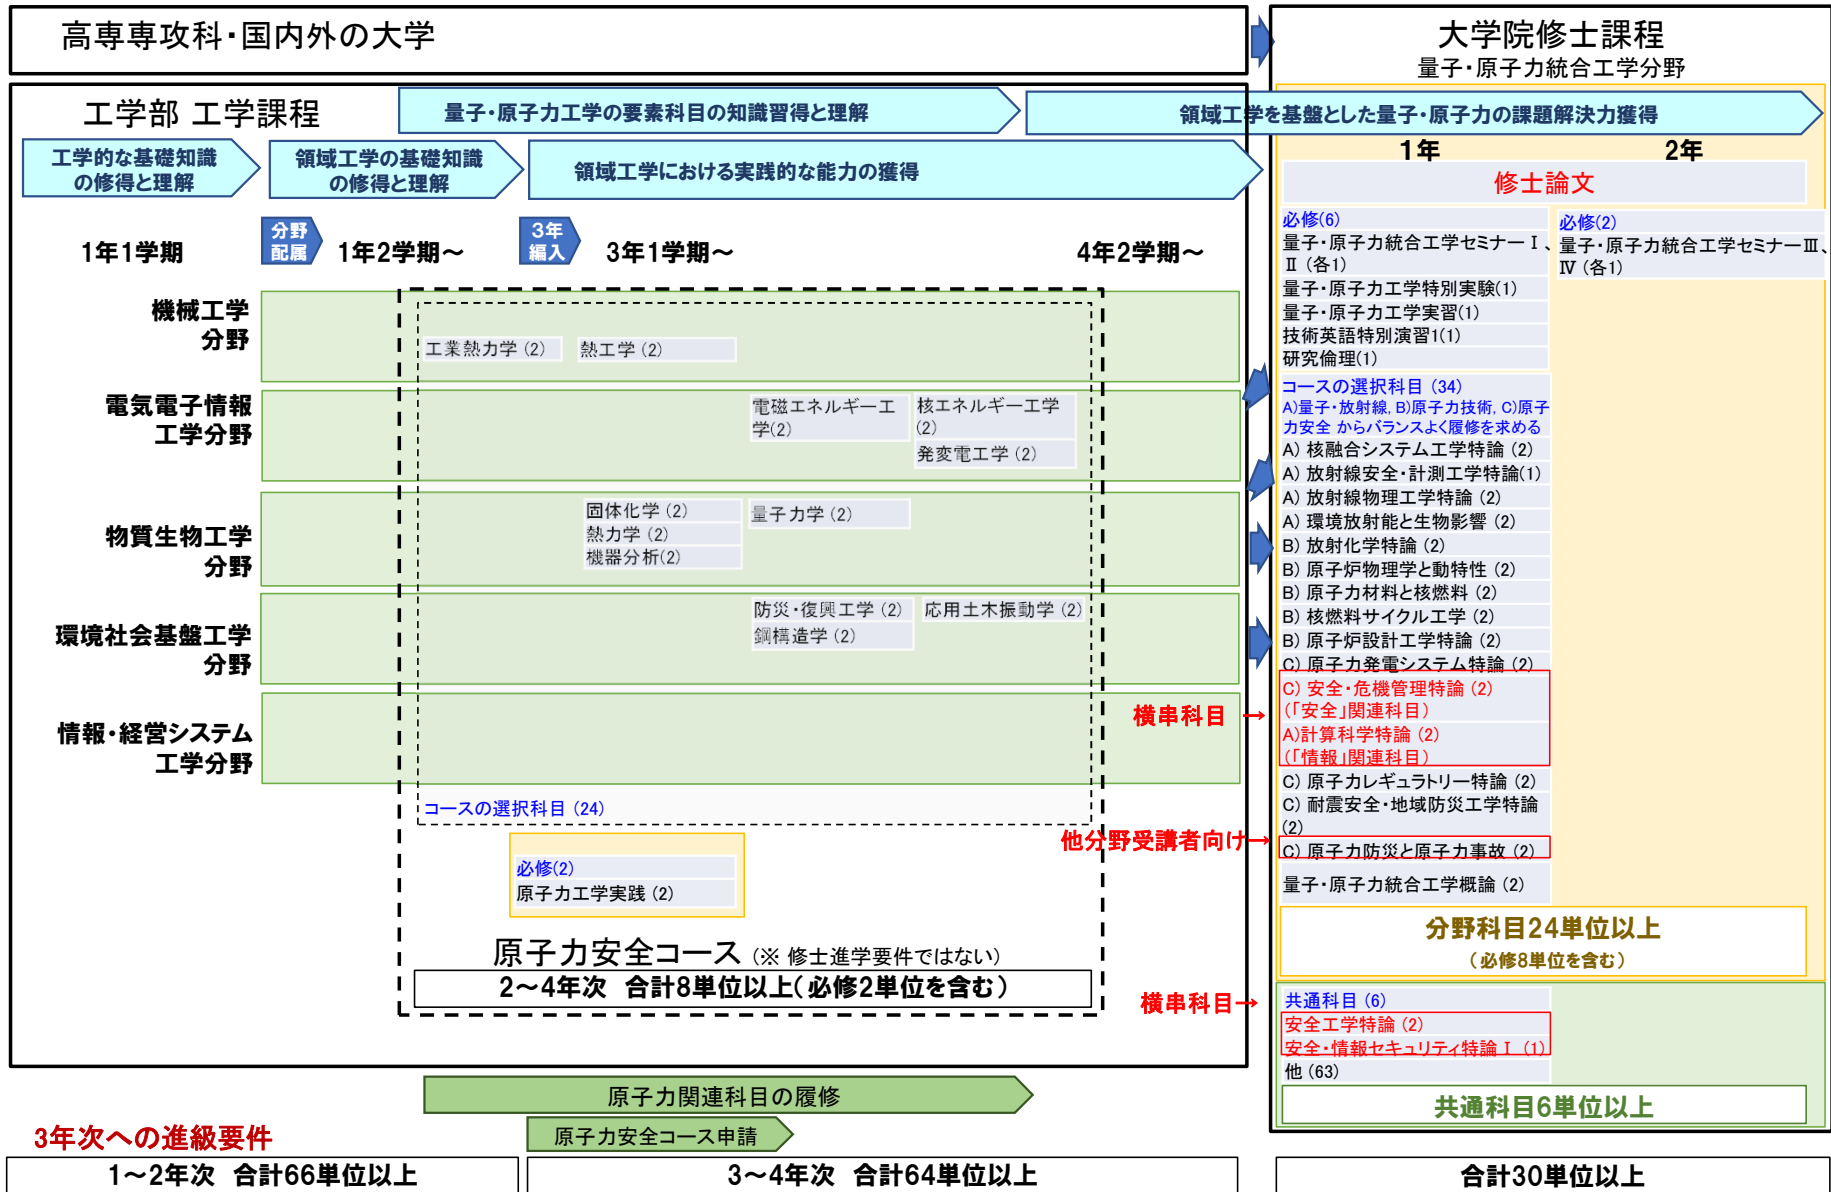 高専専攻科・国内外の大学
大学院修士課程
量子・原子力統合工学分野
工学部 工学課程
量子・原子力工学の要素科目の知識習得と理解
領域工学を基盤とした量子・原子力の課題解決力獲得
工学的な基礎知識
の修得と理解
領域工学の基礎知識
の修得と理解
領域工学における実践的な能力の獲得
1年
2年
修士論文
分野
配属
3年
編入
1年1学期
1年2学期～
3年1学期～
4年2学期～
必修(6)
量子・原子力統合工学セミナーⅠ、
Ⅱ (各1)
量子・原子力工学特別実験(1)
量子・原子力工学実習(1)
技術英語特別演習1(1)
研究倫理(1)
必修(2)
量子・原子力統合工学セミナーⅢ、
Ⅳ (各1)
機械工学
分野
工業熱力学 (2)
熱工学 (2)
電気電子情報
工学分野
電磁エネルギー工
学(2)
核エネルギー工学
(2)
発変電工学 (2)
物質生物工学
分野
固体化学 (2)
熱力学 (2)
機器分析(2)
量子力学 (2)
環境社会基盤工学
分野
防災・復興工学 (2)
鋼構造学 (2)
応用土木振動学 (2)
情報・経営システム
工学分野
コースの選択科目 (24)
必修(2)
原子力工学実践 (2)
原子力安全コース (※ 修士進学要件ではない)
2～4年次 合計8単位以上(必修2単位を含む)
コースの選択科目 (34)
A)量子・放射線, B)原子力技術, C)原子
力安全 からバランスよく履修を求める
A) 核融合システム工学特論 (2)
A) 放射線安全・計測工学特論(1)
A) 放射線物理工学特論 (2)
A) 環境放射能と生物影響 (2)
B) 放射化学特論 (2)
B) 原子炉物理学と動特性 (2)
B) 原子力材料と核燃料 (2)
B) 核燃料サイクル工学 (2)
B) 原子炉設計工学特論 (2)
C) 原子力発電システム特論 (2)
横串科目 →
C) 安全・危機管理特論 (2)
(「安全」関連科目)
A)計算科学特論 (2)
(「情報」関連科目)
C) 原子力レギュラトリー特論 (2)
C) 耐震安全・地域防災工学特論
(2)
他分野受講者向け→
C) 原子力防災と原子力事故 (2)
量子・原子力統合工学概論 (2)
分野科目24単位以上
(必修8単位を含む)
横串科目→
共通科目 (6)
安全工学特論 (2)
安全・情報セキュリティ特論Ⅰ (1)
他 (63)
共通科目6単位以上
原子力関連科目の履修
原子力安全コース申請
3年次への進級要件
1～2年次 合計66単位以上
3～4年次 合計64単位以上
合計30単位以上